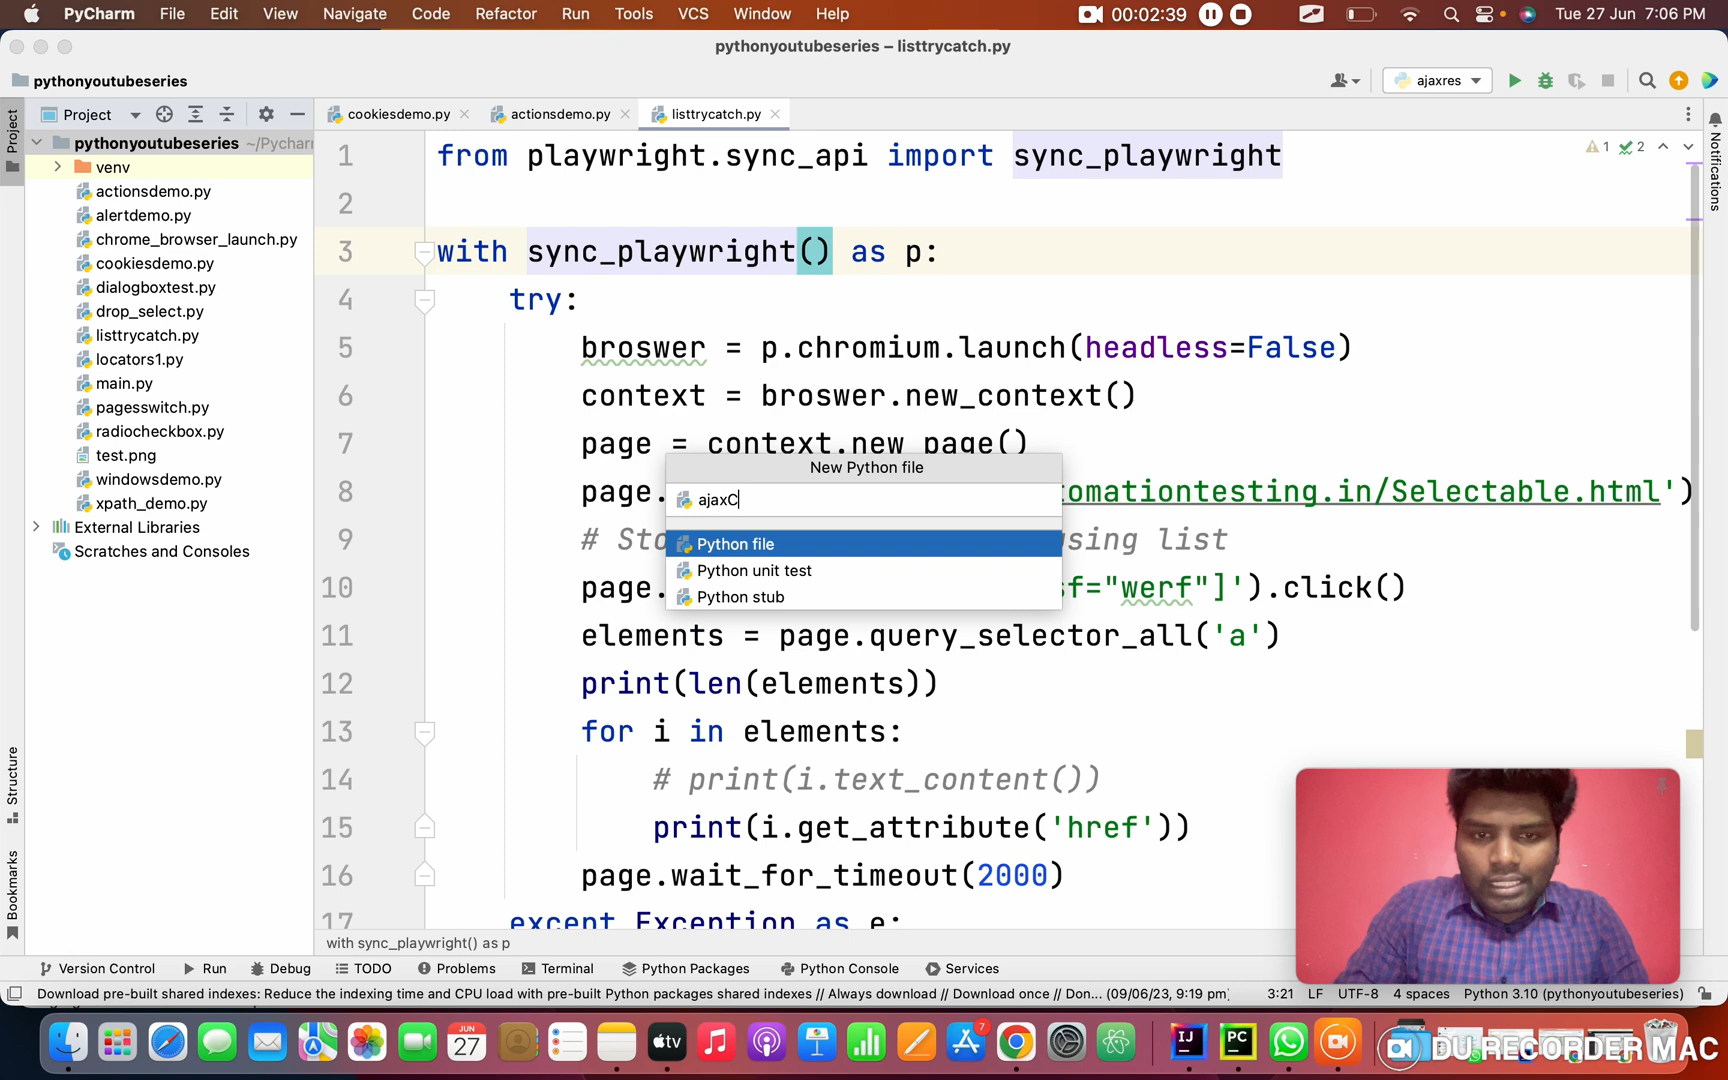 PyCharm File Edit View Navigate Code Refactor Run Tools VCS Window Help 00:02:39 Tue 27 Jun 7:06 PM
pythonyoutubeseries – listtrycatch.py
pythonyoutubeseries ajaxres
Project cookiesdemo.py actionsdemo.py listtrycatch.py
Project
Notifications
Structure
Bookmarks
pythonyoutubeseries ~/Pycharm
venv
actionsdemo.py
alertdemo.py
chrome_browser_launch.py
cookiesdemo.py
dialogboxtest.py
drop_select.py
listtrycatch.py
locators1.py
main.py
pagesswitch.py
radiocheckbox.py
test.png
windowsdemo.py
xpath_demo.py
External Libraries
Scratches and Consoles
1 from playwright.sync_api import sync_playwright
1 2
2
3 with sync_playwright() as p:
4 try:
5 broswer = p.chromium.launch(headless=False)
6 context = broswer.new_context()
7 page = context.new_page()
8 page. tomationtesting.in/Selectable.html')
9 # Sto using list
10 page. sf="werf"]').click()
11 elements = page.query_selector_all('a')
12 print(len(elements))
13 for i in elements:
14 # print(i.text_content())
15 print(i.get_attribute('href'))
16 page.wait_for_timeout(2000)
17 except Exception as e:
New Python file
ajaxC
Python file
Python unit test
Python stub
with sync_playwright() as p
Version Control Run Debug TODO Problems Terminal Python Packages Python Console Services
Download pre-built shared indexes: Reduce the indexing time and CPU load with pre-built Python packages shared indexes // Always download // Download once // Don... (09/06/23, 9:19 pm) 3:21 LF UTF-8 4 spaces Python 3.10 (pythonyoutubeseries)
JUN
27
tv
7
IJ
PC
DU RECORDER MAC